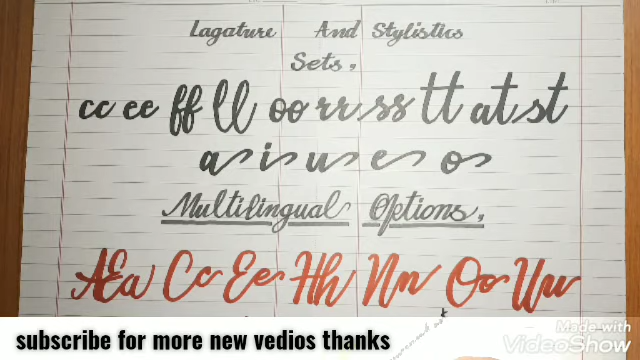 Lagature And Stylistics
Sets,
cc ee ff ll oo rr ss tt at st
a i u e o
Multilingual Options,
AEa Cc Ee Hh Nn Oo Uu
subscribe for more new vedios thanks
Made with
VideoShow